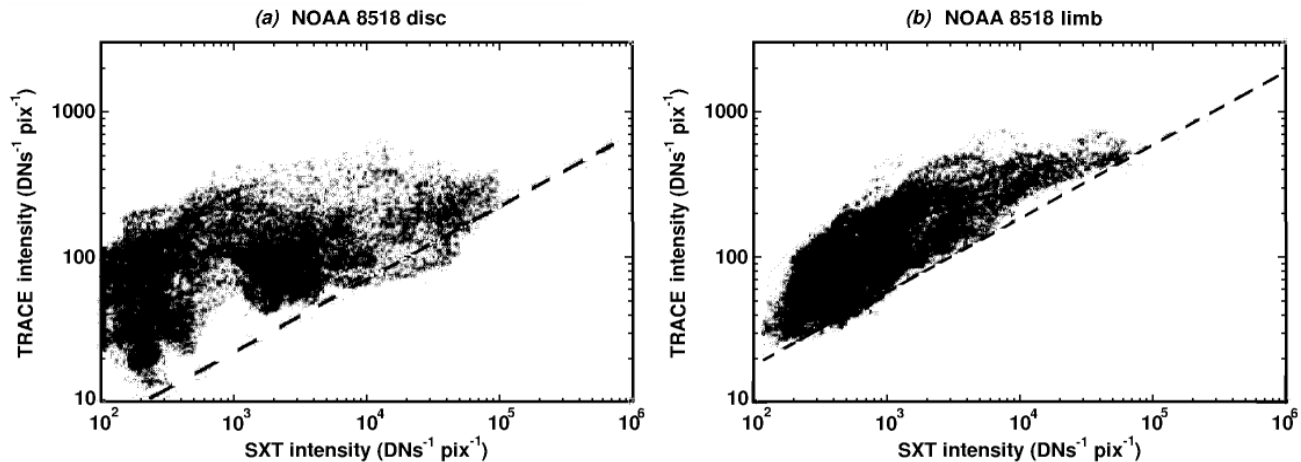 (a) NOAA 8518 disc
TRACE intensity (DNs⁻¹ pix⁻¹)
1000
100
10
10² 10³ 10⁴ 10⁵ 10⁶
SXT intensity (DNs⁻¹ pix⁻¹)
(b) NOAA 8518 limb
TRACE intensity (DNs⁻¹ pix⁻¹)
1000
100
10
10² 10³ 10⁴ 10⁵ 10⁶
SXT intensity (DNs⁻¹ pix⁻¹)